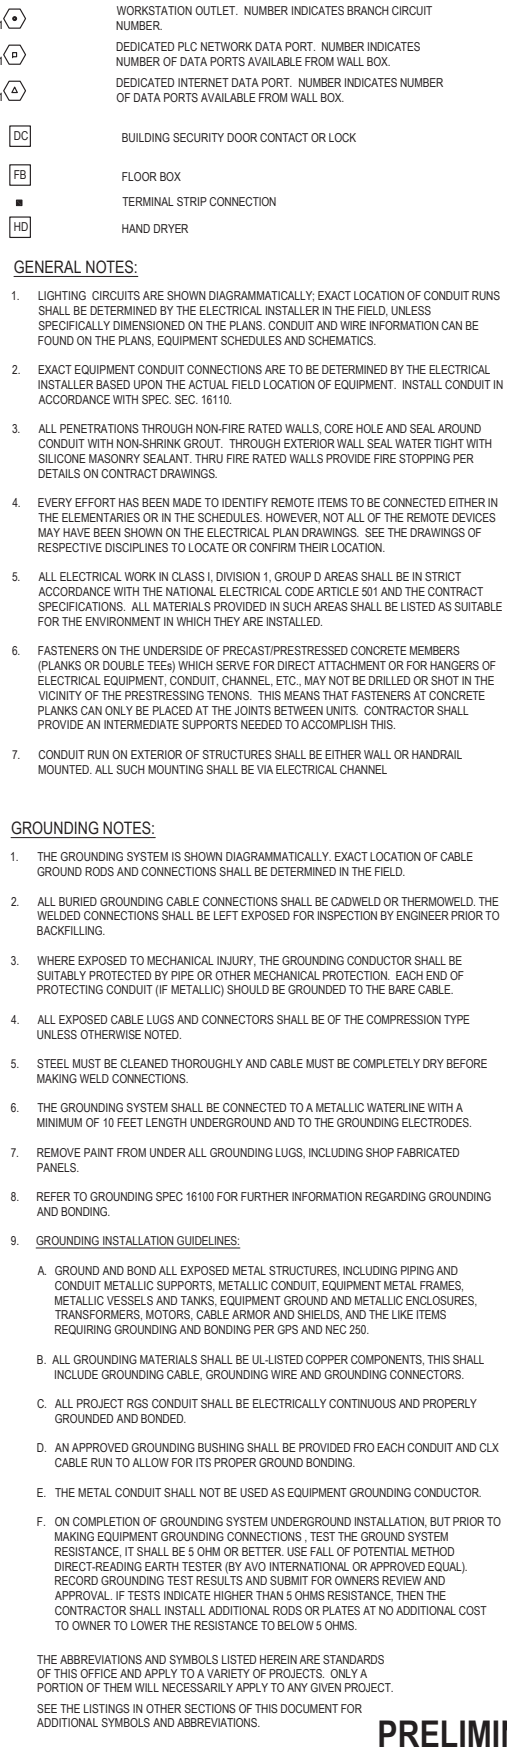 WORKSTATION OUTLET. NUMBER INDICATES BRANCH CIRCUIT
NUMBER.
DEDICATED PLC NETWORK DATA PORT. NUMBER INDICATES
NUMBER OF DATA PORTS AVAILABLE FROM WALL BOX.
DEDICATED INTERNET DATA PORT. NUMBER INDICATES NUMBER
OF DATA PORTS AVAILABLE FROM WALL BOX.
DC BUILDING SECURITY DOOR CONTACT OR LOCK
FB FLOOR BOX
TERMINAL STRIP CONNECTION
HD HAND DRYER
GENERAL NOTES:
1. LIGHTING CIRCUITS ARE SHOWN DIAGRAMMATICALLY; EXACT LOCATION OF CONDUIT RUNS
SHALL BE DETERMINED BY THE ELECTRICAL INSTALLER IN THE FIELD, UNLESS
SPECIFICALLY DIMENSIONED ON THE PLANS. CONDUIT AND WIRE INFORMATION CAN BE
FOUND ON THE PLANS, EQUIPMENT SCHEDULES AND SCHEMATICS.
2. EXACT EQUIPMENT CONDUIT CONNECTIONS ARE TO BE DETERMINED BY THE ELECTRICAL
INSTALLER BASED UPON THE ACTUAL FIELD LOCATION OF EQUIPMENT. INSTALL CONDUIT IN
ACCORDANCE WITH SPEC. SEC. 16110.
3. ALL PENETRATIONS THROUGH NON-FIRE RATED WALLS, CORE HOLE AND SEAL AROUND
CONDUIT WITH NON-SHRINK GROUT. THROUGH EXTERIOR WALL SEAL WATER TIGHT WITH
SILICONE MASONRY SEALANT. THRU FIRE RATED WALLS PROVIDE FIRE STOPPING PER
DETAILS ON CONTRACT DRAWINGS.
4. EVERY EFFORT HAS BEEN MADE TO IDENTIFY REMOTE ITEMS TO BE CONNECTED EITHER IN
THE ELEMENTARIES OR IN THE SCHEDULES. HOWEVER, NOT ALL OF THE REMOTE DEVICES
MAY HAVE BEEN SHOWN ON THE ELECTRICAL PLAN DRAWINGS. SEE THE DRAWINGS OF
RESPECTIVE DISCIPLINES TO LOCATE OR CONFIRM THEIR LOCATION.
5. ALL ELECTRICAL WORK IN CLASS I, DIVISION 1, GROUP D AREAS SHALL BE IN STRICT
ACCORDANCE WITH THE NATIONAL ELECTRICAL CODE ARTICLE 501 AND THE CONTRACT
SPECIFICATIONS. ALL MATERIALS PROVIDED IN SUCH AREAS SHALL BE LISTED AS SUITABLE
FOR THE ENVIRONMENT IN WHICH THEY ARE INSTALLED.
6. FASTENERS ON THE UNDERSIDE OF PRECAST/PRESTRESSED CONCRETE MEMBERS
(PLANKS OR DOUBLE TEEs) WHICH SERVE FOR DIRECT ATTACHMENT OR FOR HANGERS OF
ELECTRICAL EQUIPMENT, CONDUIT, CHANNEL, ETC., MAY NOT BE DRILLED OR SHOT IN THE
VICINITY OF THE PRESTRESSING TENONS. THIS MEANS THAT FASTENERS AT CONCRETE
PLANKS CAN ONLY BE PLACED AT THE JOINTS BETWEEN UNITS. CONTRACTOR SHALL
PROVIDE AN INTERMEDIATE SUPPORTS NEEDED TO ACCOMPLISH THIS.
7. CONDUIT RUN ON EXTERIOR OF STRUCTURES SHALL BE EITHER WALL OR HANDRAIL
MOUNTED. ALL SUCH MOUNTING SHALL BE VIA ELECTRICAL CHANNEL
GROUNDING NOTES:
1. THE GROUNDING SYSTEM IS SHOWN DIAGRAMMATICALLY. EXACT LOCATION OF CABLE
GROUND RODS AND CONNECTIONS SHALL BE DETERMINED IN THE FIELD.
2. ALL BURIED GROUNDING CABLE CONNECTIONS SHALL BE CADWELD OR THERMOWELD. THE
WELDED CONNECTIONS SHALL BE LEFT EXPOSED FOR INSPECTION BY ENGINEER PRIOR TO
BACKFILLING.
3. WHERE EXPOSED TO MECHANICAL INJURY, THE GROUNDING CONDUCTOR SHALL BE
SUITABLY PROTECTED BY PIPE OR OTHER MECHANICAL PROTECTION. EACH END OF
PROTECTING CONDUIT (IF METALLIC) SHOULD BE GROUNDED TO THE BARE CABLE.
4. ALL EXPOSED CABLE LUGS AND CONNECTORS SHALL BE OF THE COMPRESSION TYPE
UNLESS OTHERWISE NOTED.
5. STEEL MUST BE CLEANED THOROUGHLY AND CABLE MUST BE COMPLETELY DRY BEFORE
MAKING WELD CONNECTIONS.
6. THE GROUNDING SYSTEM SHALL BE CONNECTED TO A METALLIC WATERLINE WITH A
MINIMUM OF 10 FEET LENGTH UNDERGROUND AND TO THE GROUNDING ELECTRODES.
7. REMOVE PAINT FROM UNDER ALL GROUNDING LUGS, INCLUDING SHOP FABRICATED
PANELS.
8. REFER TO GROUNDING SPEC 16100 FOR FURTHER INFORMATION REGARDING GROUNDING
AND BONDING.
9. GROUNDING INSTALLATION GUIDELINES:
A. GROUND AND BOND ALL EXPOSED METAL STRUCTURES, INCLUDING PIPING AND
CONDUIT METALLIC SUPPORTS, METALLIC CONDUIT, EQUIPMENT METAL FRAMES,
METALLIC VESSELS AND TANKS, EQUIPMENT GROUND AND METALLIC ENCLOSURES,
TRANSFORMERS, MOTORS, CABLE ARMOR AND SHIELDS, AND THE LIKE ITEMS
REQUIRING GROUNDING AND BONDING PER GPS AND NEC 250.
B. ALL GROUNDING MATERIALS SHALL BE UL-LISTED COPPER COMPONENTS, THIS SHALL
INCLUDE GROUNDING CABLE, GROUNDING WIRE AND GROUNDING CONNECTORS.
C. ALL PROJECT RGS CONDUIT SHALL BE ELECTRICALLY CONTINUOUS AND PROPERLY
GROUNDED AND BONDED.
D. AN APPROVED GROUNDING BUSHING SHALL BE PROVIDED FRO EACH CONDUIT AND CLX
CABLE RUN TO ALLOW FOR ITS PROPER GROUND BONDING.
E. THE METAL CONDUIT SHALL NOT BE USED AS EQUIPMENT GROUNDING CONDUCTOR.
F. ON COMPLETION OF GROUNDING SYSTEM UNDERGROUND INSTALLATION, BUT PRIOR TO
MAKING EQUIPMENT GROUNDING CONNECTIONS , TEST THE GROUND SYSTEM
RESISTANCE, IT SHALL BE 5 OHM OR BETTER. USE FALL OF POTENTIAL METHOD
DIRECT-READING EARTH TESTER (BY AVO INTERNATIONAL OR APPROVED EQUAL).
RECORD GROUNDING TEST RESULTS AND SUBMIT FOR OWNERS REVIEW AND
APPROVAL. IF TESTS INDICATE HIGHER THAN 5 OHMS RESISTANCE, THEN THE
CONTRACTOR SHALL INSTALL ADDITIONAL RODS OR PLATES AT NO ADDITIONAL COST
TO OWNER TO LOWER THE RESISTANCE TO BELOW 5 OHMS.
THE ABBREVIATIONS AND SYMBOLS LISTED HEREIN ARE STANDARDS
OF THIS OFFICE AND APPLY TO A VARIETY OF PROJECTS. ONLY A
PORTION OF THEM WILL NECESSARILY APPLY TO ANY GIVEN PROJECT.
SEE THE LISTINGS IN OTHER SECTIONS OF THIS DOCUMENT FOR
ADDITIONAL SYMBOLS AND ABBREVIATIONS.
PRELIMI